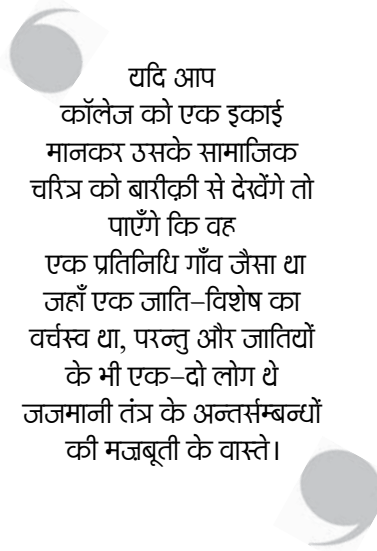 यदि आप
कॉलेज को एक इकाई
मानकर उसके सामाजिक
चरित्र को बारीक़ी से देखेंगे तो
पाएँगे कि वह
एक प्रतिनिधि गाँव जैसा था
जहाँ एक जाति–विशेष का
वर्चस्व था, परन्तु और जातियों
के भी एक–दो लोग थे
जजमानी तंत्र के अन्तर्सम्बन्धों
की मज़बूती के वास्ते।